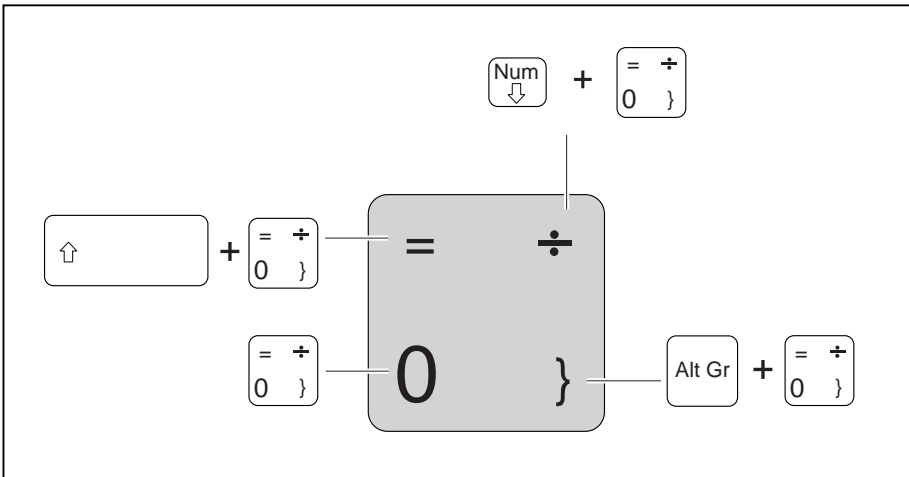 Num + = ÷
0 }
+ = ÷
0 }
= ÷
0 }
= ÷
0 }
Alt Gr + = ÷
0 }